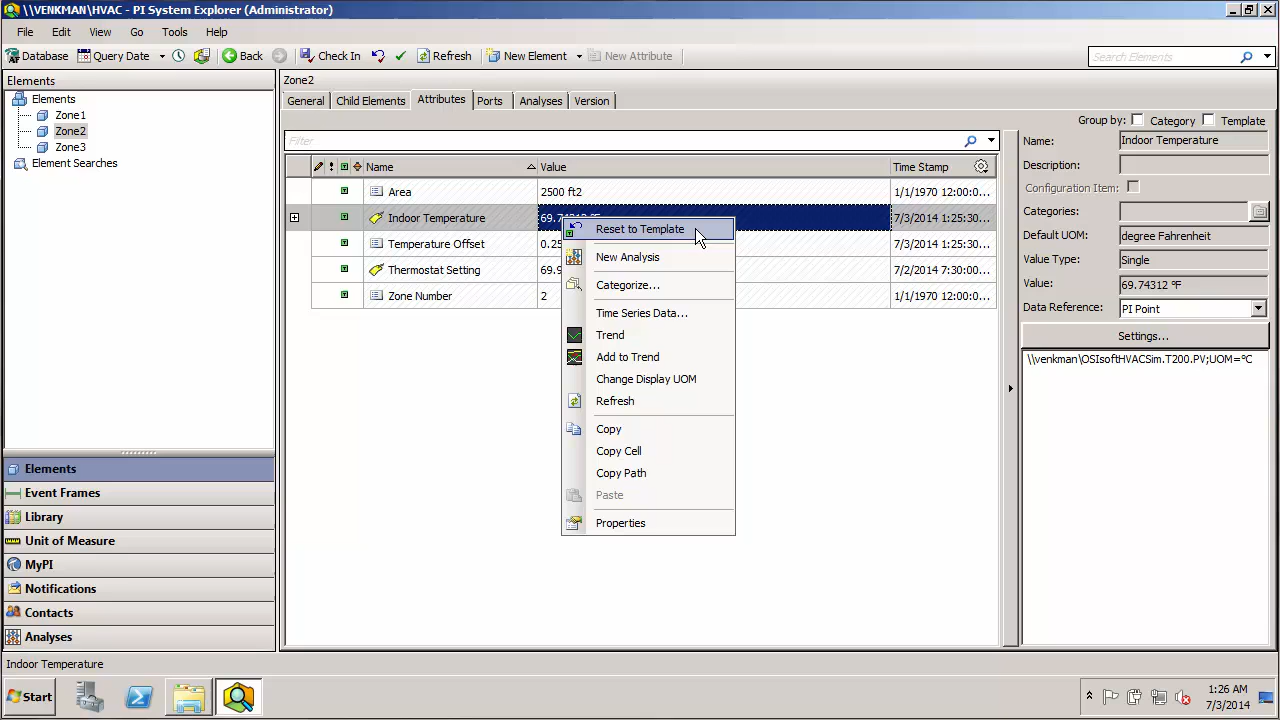 \\VENKMAN\HVAC - PI System Explorer (Administrator)
File Edit View Go Tools Help
Database Query Date Back Check In Refresh New Element New Attribute Search Elements
Elements
Elements
Zone1
Zone2
Zone3
Element Searches
Elements
Event Frames
Library
Unit of Measure
MyPI
Notifications
Contacts
Analyses
Zone2
General Child Elements Attributes Ports Analyses Version
Group by: Category Template
Filter
Name Value Time Stamp
Area 2500 ft2 1/1/1970 12:00:0...
Indoor Temperature 69.74312 °F 7/3/2014 1:25:30...
Temperature Offset 0.25 7/3/2014 1:25:30...
Thermostat Setting 69.9 7/2/2014 7:30:00...
Zone Number 2 1/1/1970 12:00:0...
Reset to Template
New Analysis
Categorize...
Time Series Data...
Trend
Add to Trend
Change Display UOM
Refresh
Copy
Copy Cell
Copy Path
Paste
Properties
Name: Indoor Temperature
Description:
Configuration Item:
Categories:
Default UOM: degree Fahrenheit
Value Type: Single
Value: 69.74312 °F
Data Reference: PI Point
Settings...
\\venkman\OSIsoftHVACSim.T200.PV;UOM=°C
Indoor Temperature
Start
1:26 AM
7/3/2014